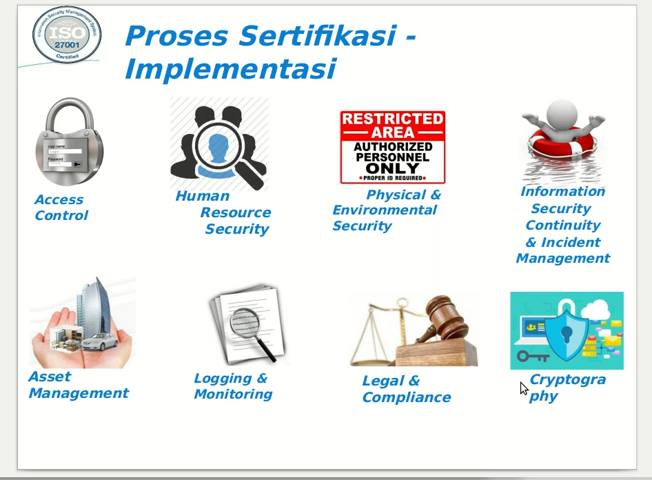 ISO
27001
Certified
Proses Sertifikasi -
Implementasi
RESTRICTED
AREA
AUTHORIZED
PERSONNEL
ONLY
• PROPER ID REQUIRED •
Access
Control
Human
Resource
Security
Physical &
Environmental
Security
Information
Security
Continuity
& Incident
Management
Asset
Management
Logging &
Monitoring
Legal &
Compliance
Cryptogra
phy